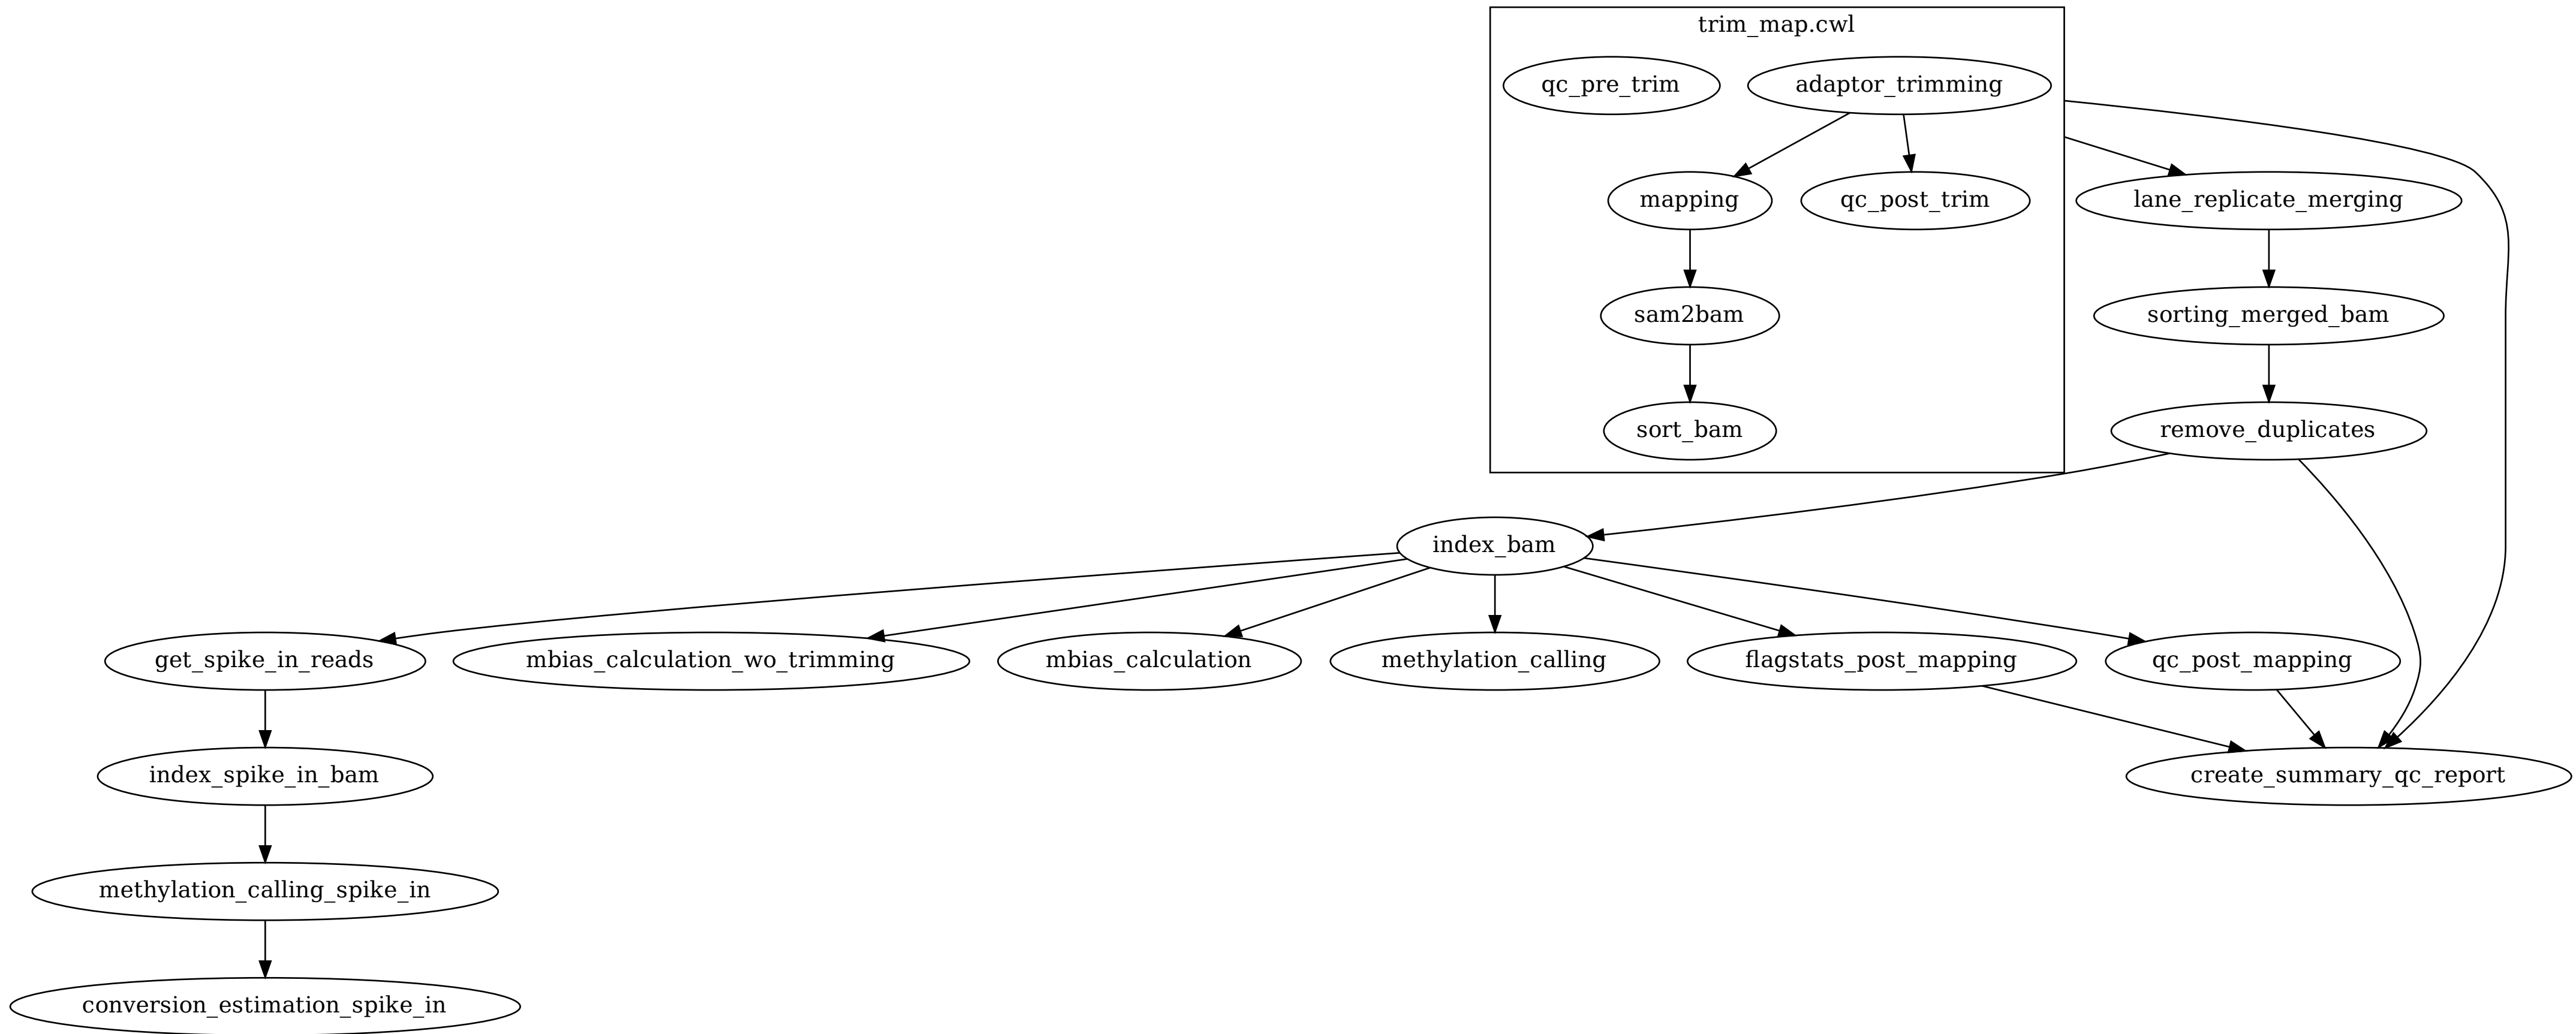 trim_map.cwl
qc_pre_trim
adaptor_trimming
mapping
qc_post_trim
lane_replicate_merging
sam2bam
sorting_merged_bam
sort_bam
remove_duplicates
index_bam
get_spike_in_reads
mbias_calculation_wo_trimming
mbias_calculation
methylation_calling
flagstats_post_mapping
qc_post_mapping
index_spike_in_bam
create_summary_qc_report
methylation_calling_spike_in
conversion_estimation_spike_in